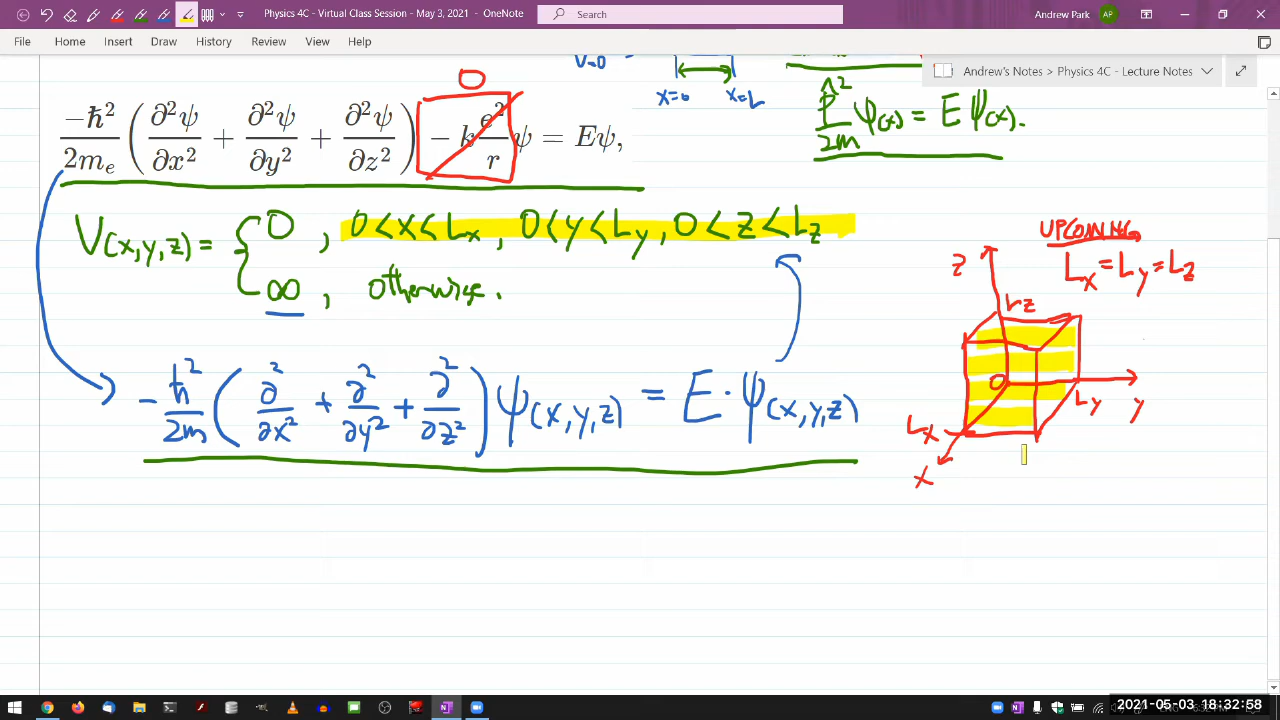 Physics 4C - Virtual Class Session - May 3, 2021 - OneNote
Search
Andrew Park
AP
File Home Insert Draw History Review View Help
Andrew's Notes > Physics 4C - Lecture Notes
V=0
x=0 x=L
P̂²/2m ψ(x) = E ψ(x).
0
-ħ²/2mₑ (∂²ψ/∂x² + ∂²ψ/∂y² + ∂²ψ/∂z²) - k e²/r ψ = Eψ,
V(x,y,z) = { 0 , 0<x<Lx, 0<y<Ly, 0<z<Lz
∞ , otherwise.
UPCOMING
Lx = Ly = Lz
z
Lz
0
Ly y
Lx
x
-ħ²/2m (∂²/∂x² + ∂²/∂y² + ∂²/∂z²) ψ(x,y,z) = E · ψ(x,y,z)
2021-05-03 18:32:58